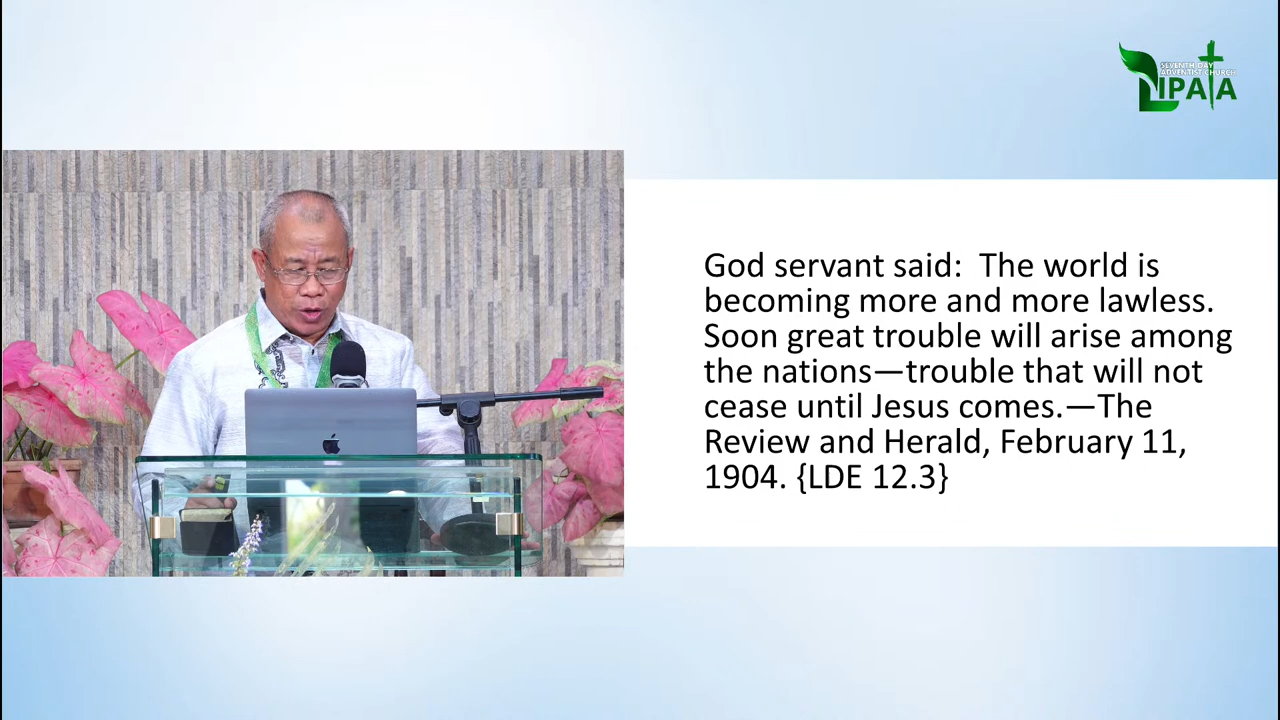 SEVENTH-DAY
ADVENTIST CHURCH
LIPATA
God servant said:  The world is
becoming more and more lawless.
Soon great trouble will arise among
the nations—trouble that will not
cease until Jesus comes.—The
Review and Herald, February 11,
1904. {LDE 12.3}